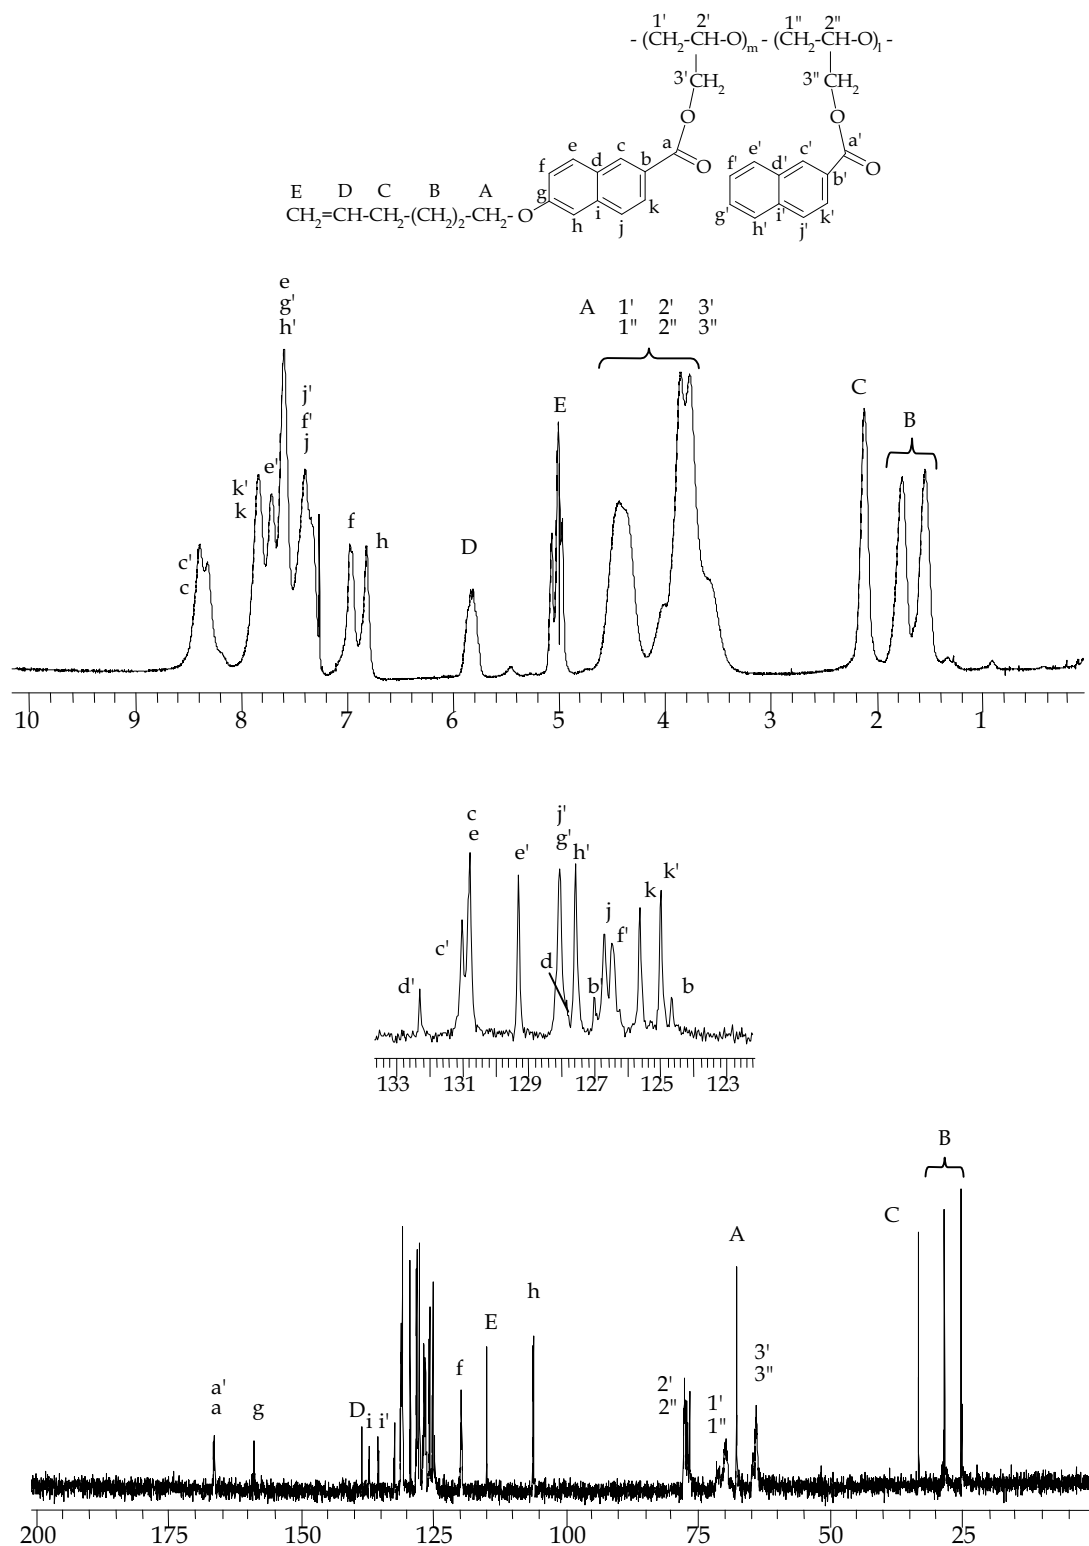 1' 2' 1" 2"
- (CH2-CH-O)m- (CH2-CH-O)l -
3' CH2 3" CH2
O O
a a'
e c b O e' c' b' O
f d f' d'
E D C B A g i k g' i' k'
CH2=CH-CH2-(CH2)2-CH2- O h j h' j'
e
g'
h'
A 1' 2' 3'
1" 2" 3"
j'
f'
j
E
C
B
k'
k
e'
f
h
D
c'
c
10 9 8 7 6 5 4 3 2 1
c
e
j'
g'
e'
h'
k
k'
j
f'
c'
d
d'
b'
b
133 131 129 127 125 123
B
C
A
h
E
f
3'
3"
a'
a
g
D
i
i'
2'
2"
1'
1"
200 175 150 125 100 75 50 25